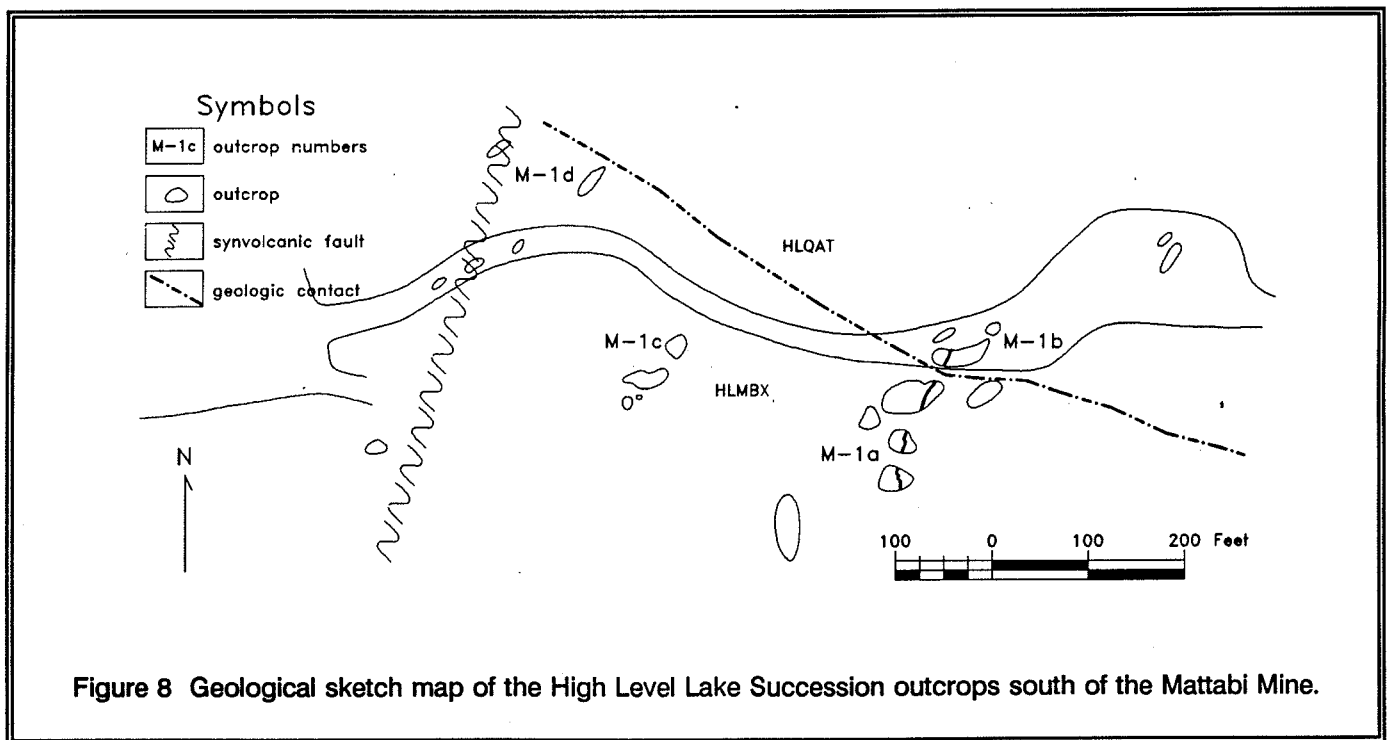 Symbols
M-1c outcrop numbers
outcrop
synvolcanic fault
geologic contact
M-1d
HLQAT
M-1c
M-1b
HLMBX
M-1a
N
100 0 100 200 Feet
Figure 8 Geological sketch map of the High Level Lake Succession outcrops south of the Mattabi Mine.